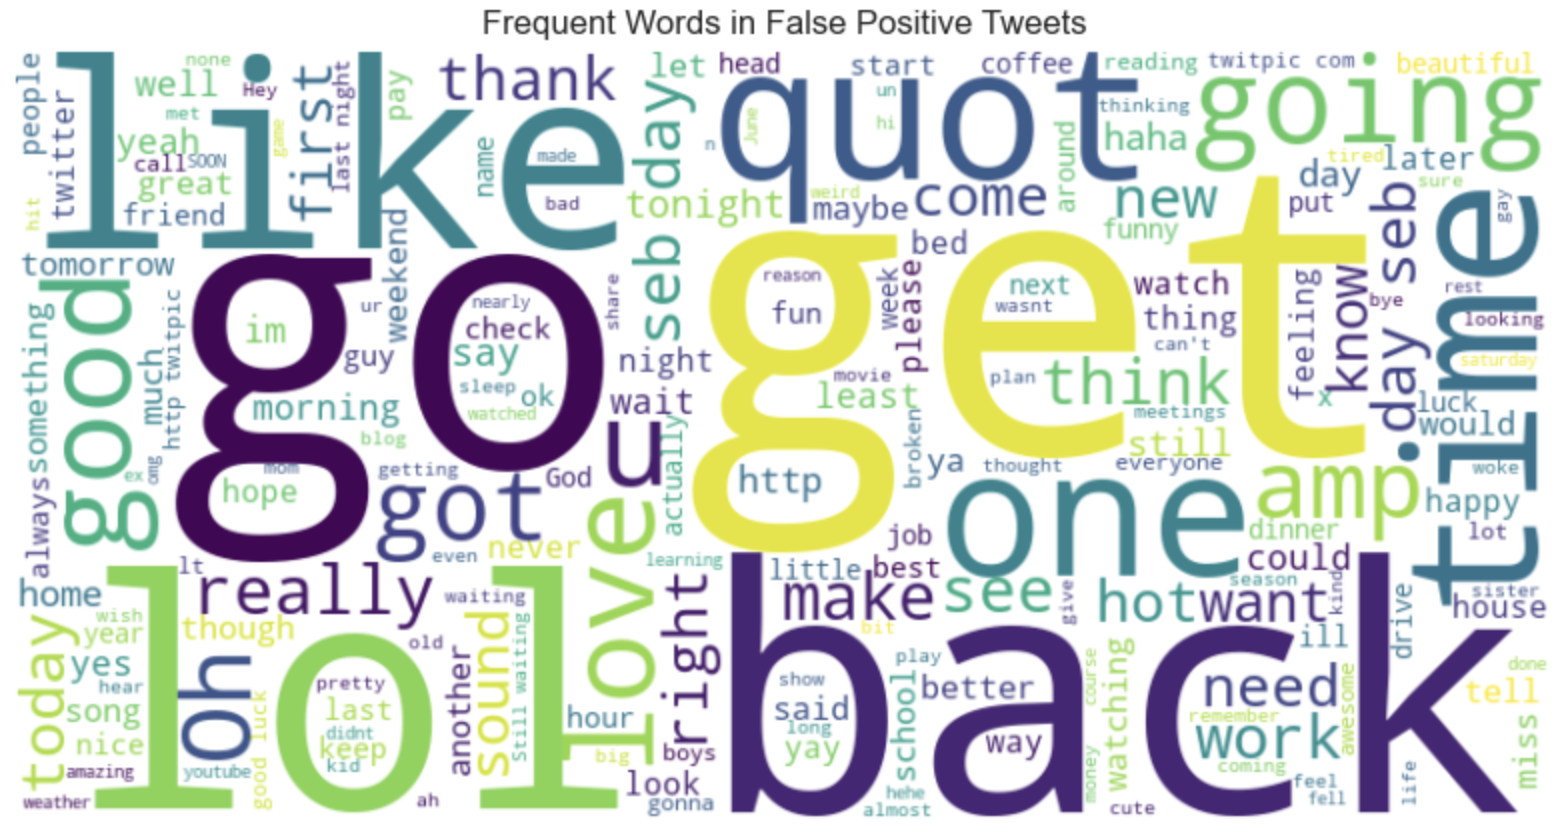 Frequent Words in False Positive Tweets
people
like
none
well
Hey
met
yeah
twitter
call
SOON
great
hit
friend
game
first
last night
pay
thank
name
made
bad
let
head
seb day
n
June
quot
start
un
hi
coffee
reading
twitpic com
beautiful
thinking
haha
going
around
tired
later
sure
day
tonight
weird
maybe
come
new
put
funny
gay
time
tomorrow
weekend
bed
good
something
always
much
http twitpic
omg
ex
go
im
ur
guy
morning
blog
mom
hope
nearly
check
say
sleep
ok
watched
share
night
wait
u
get
reason
fun
week
please
movie
least
http
broken
next
wasnt
plan
think
meetings
still
watch
thing
can't
feeling
x
know
day seb
bye
rest
looking
saturday
luck
would
woke
happy
lot
getting
got
God
even
never
actually
learning
love
ya
thought
everyone
one
amp
dinner
job
could
lt
home
really
waiting
wish
year
though
today
yes
hear
song
nice
amazing
weather
oh
youtube
good luck
lol
old
pretty
last
didnt
keep
kid
ah
another
sound
Still waiting
hour
big
right
boys
look
gonna
little
best
make
see
bit
give
hot
want
season
kind
ill
drive
sister
house
back
show
said
long
yay
play
better
school
hehe
almost
way
money
course
cute
watching
need
remember
work
coming
awesome
feel
fell
life
done
tell
miss